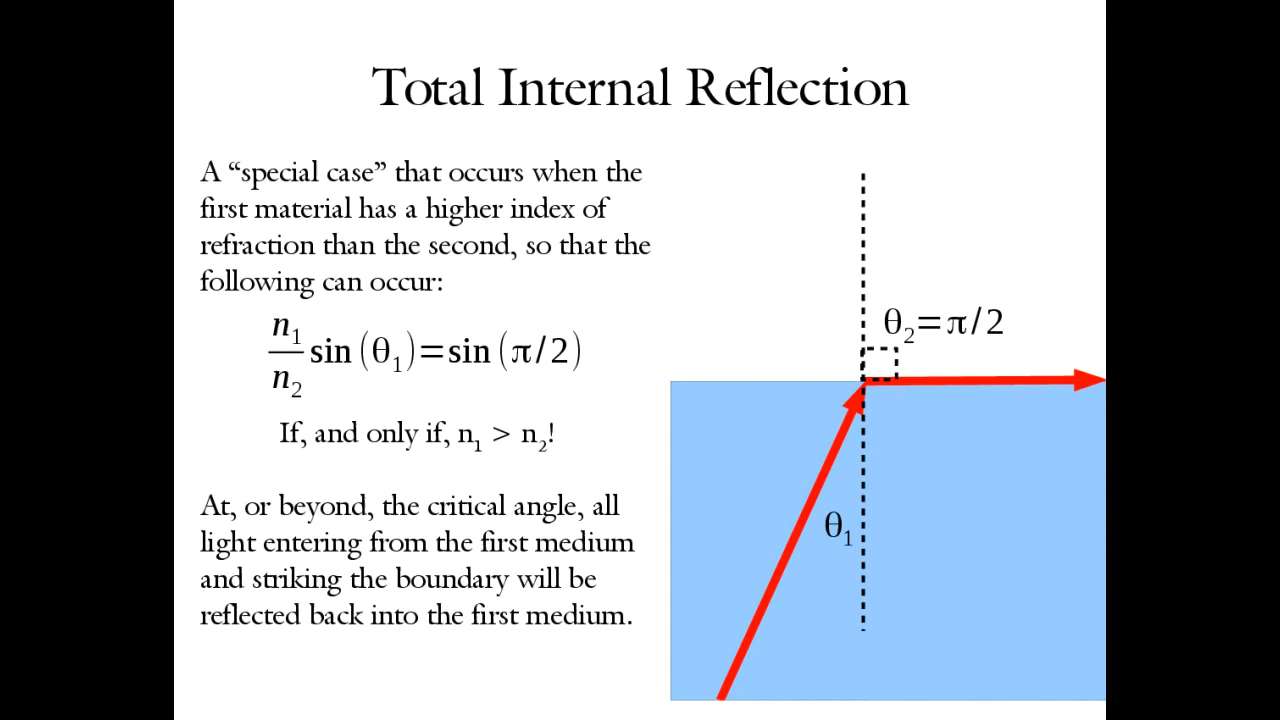 Total Internal Reflection
A “special case” that occurs when the
first material has a higher index of
refraction than the second, so that the
following can occur:
n₁/n₂ sin(θ₁)=sin(π/2)
If, and only if, n₁ > n₂!
At, or beyond, the critical angle, all
light entering from the first medium
and striking the boundary will be
reflected back into the first medium.
θ₂=π/2
θ₁